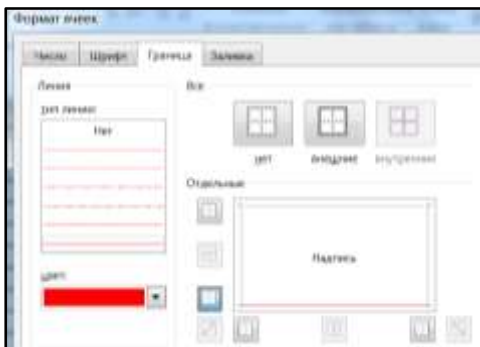 Формат ячеек
Число Шрифт Граница Заливка
Линия
тип линии:
Нет
цвет:
Все
нет внешние внутренние
Отдельные
Надпись